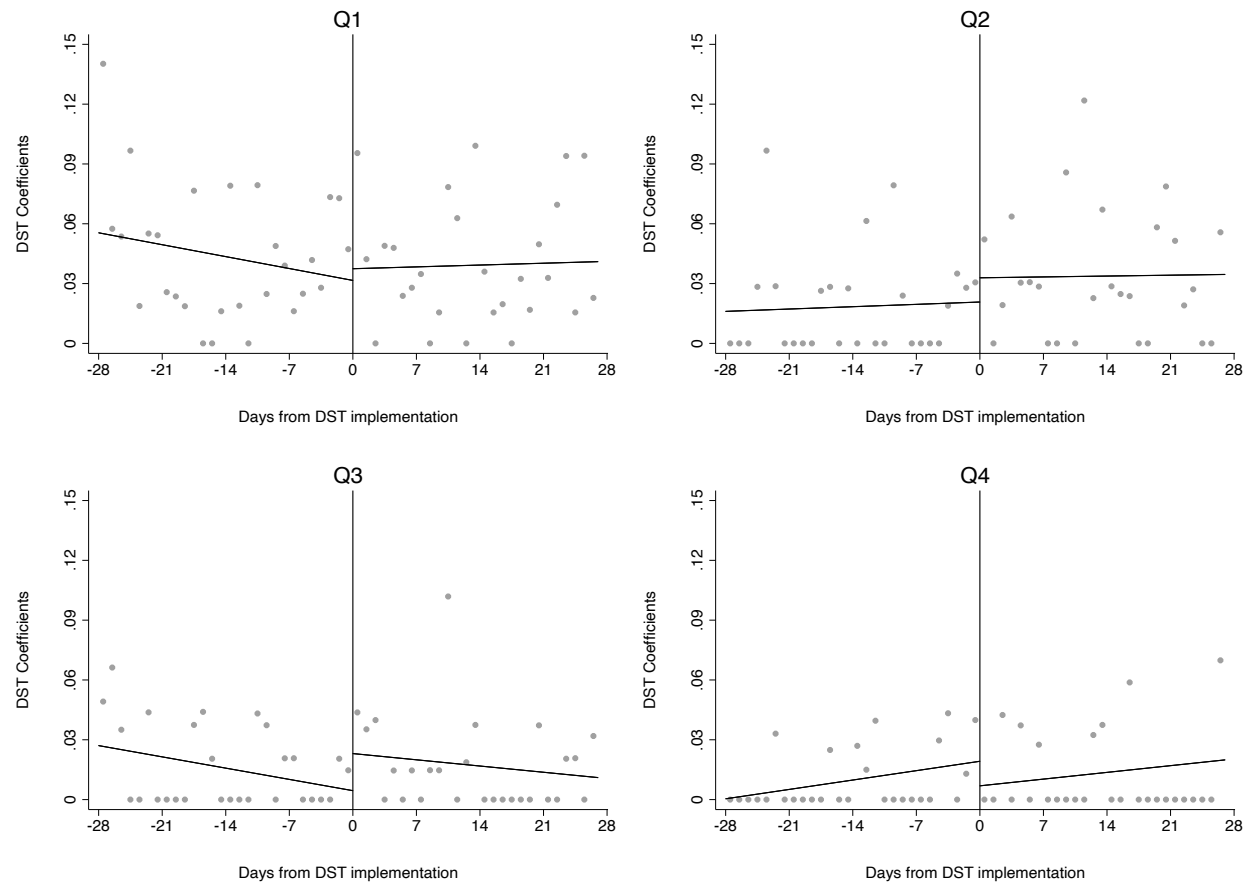 Q1
DST Coefficients
.15
.12
.09
.06
.03
0
-28 -21 -14 -7 0 7 14 21 28
Days from DST implementation
Q2
DST Coefficients
.15
.12
.09
.06
.03
0
-28 -21 -14 -7 0 7 14 21 28
Days from DST implementation
Q3
DST Coefficients
.15
.12
.09
.06
.03
0
-28 -21 -14 -7 0 7 14 21 28
Days from DST implementation
Q4
DST Coefficients
.15
.12
.09
.06
.03
0
-28 -21 -14 -7 0 7 14 21 28
Days from DST implementation